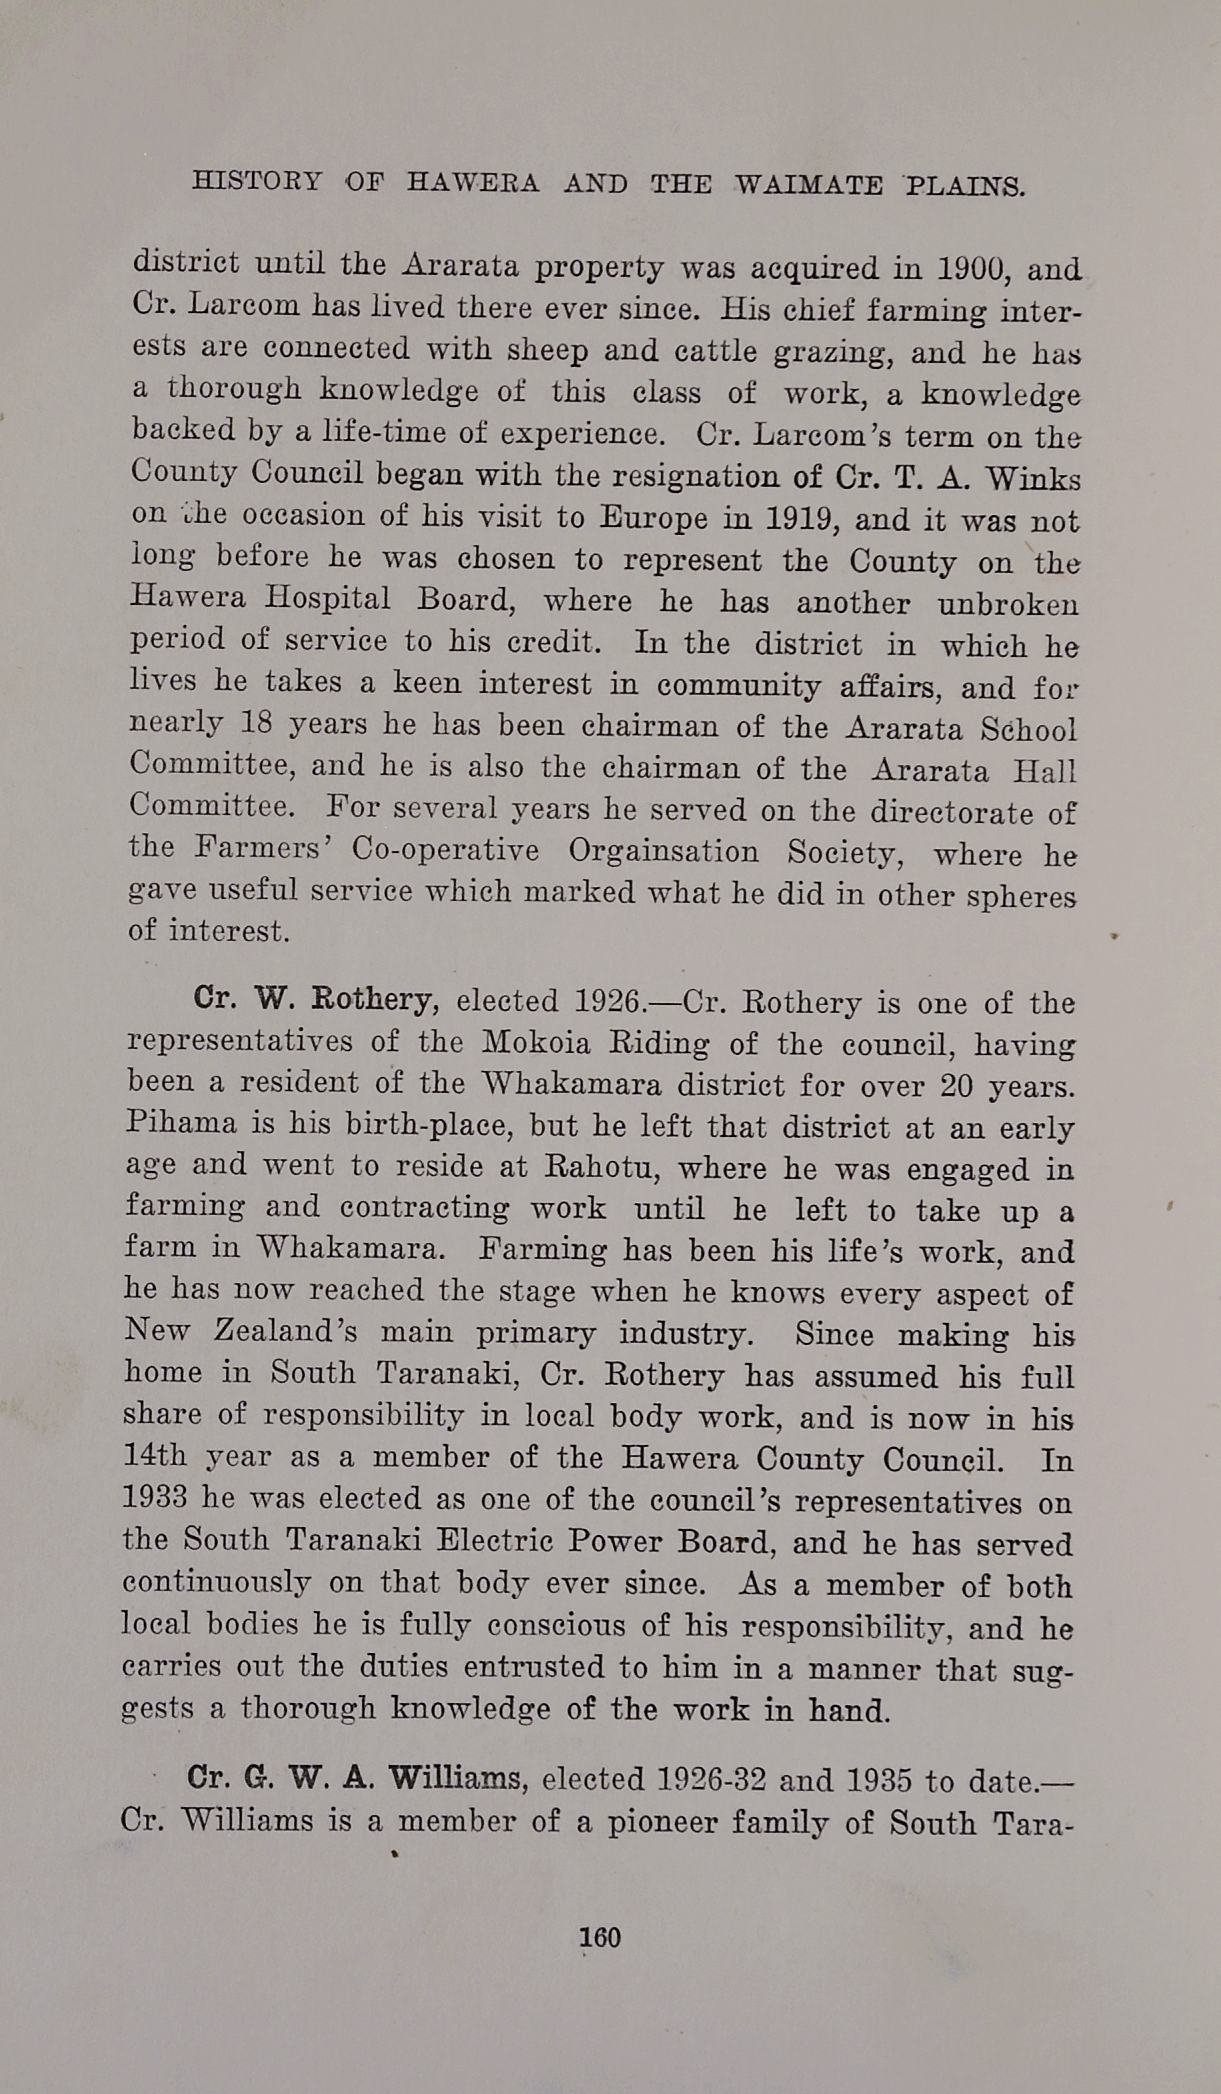 HISTORY OF HAWERA AND THE WAIMATE PLAINS.
district until the Ararata property was acquired in 1900, and
Cr. Larcom has lived there ever since. His chief farming inter-
ests are connected with sheep and cattle grazing, and he has
a thorough knowledge of this class of work, a knowledge
backed by a life-time of experience. Cr. Larcom's term on the
County Council began with the resignation of Cr. T. A. Winks
on the occasion of his visit to Europe in 1919, and it was not
long before he was chosen to represent the County on the
Hawera Hospital Board, where he has another unbroken
period of service to his credit. In the district in which he
lives he takes a keen interest in community affairs, and for
nearly 18 years he has been chairman of the Ararata School
Committee, and he is also the chairman of the Ararata Hall
Committee. For several years he served on the directorate of
the Farmers' Co-operative Orgainsation Society, where he
gave useful service which marked what he did in other spheres
of interest.
Cr. W. Rothery, elected 1926.—Cr. Rothery is one of the
representatives of the Mokoia Riding of the council, having
been a resident of the Whakamara district for over 20 years.
Pihama is his birth-place, but he left that district at an early
age and went to reside at Rahotu, where he was engaged in
farming and contracting work until he left to take up a
farm in Whakamara. Farming has been his life's work, and
he has now reached the stage when he knows every aspect of
New Zealand's main primary industry. Since making his
home in South Taranaki, Cr. Rothery has assumed his full
share of responsibility in local body work, and is now in his
14th year as a member of the Hawera County Council. In
1933 he was elected as one of the council's representatives on
the South Taranaki Electric Power Board, and he has served
continuously on that body ever since. As a member of both
local bodies he is fully conscious of his responsibility, and he
carries out the duties entrusted to him in a manner that sug-
gests a thorough knowledge of the work in hand.
Cr. G. W. A. Williams, elected 1926-32 and 1935 to date.—
Cr. Williams is a member of a pioneer family of South Tara-
160